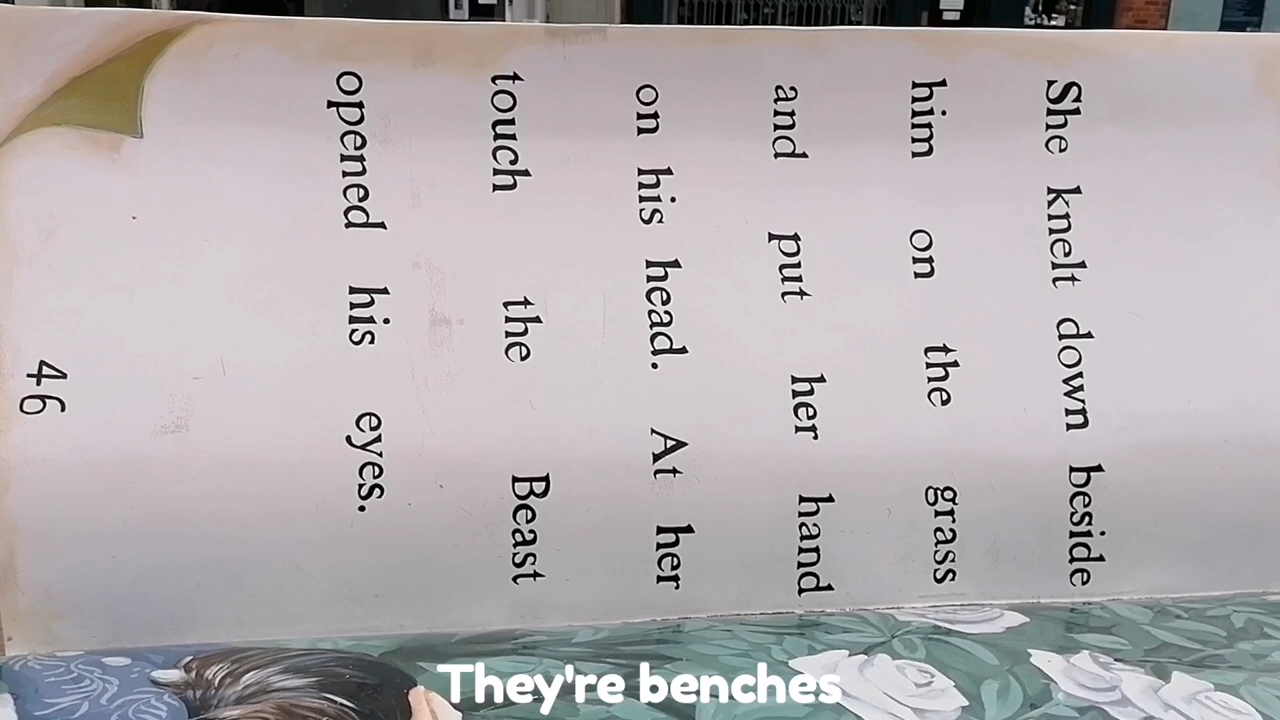 She knelt down beside
him on the grass
and put her hand
on his head. At her
touch the Beast
opened his eyes.
46
They're benches